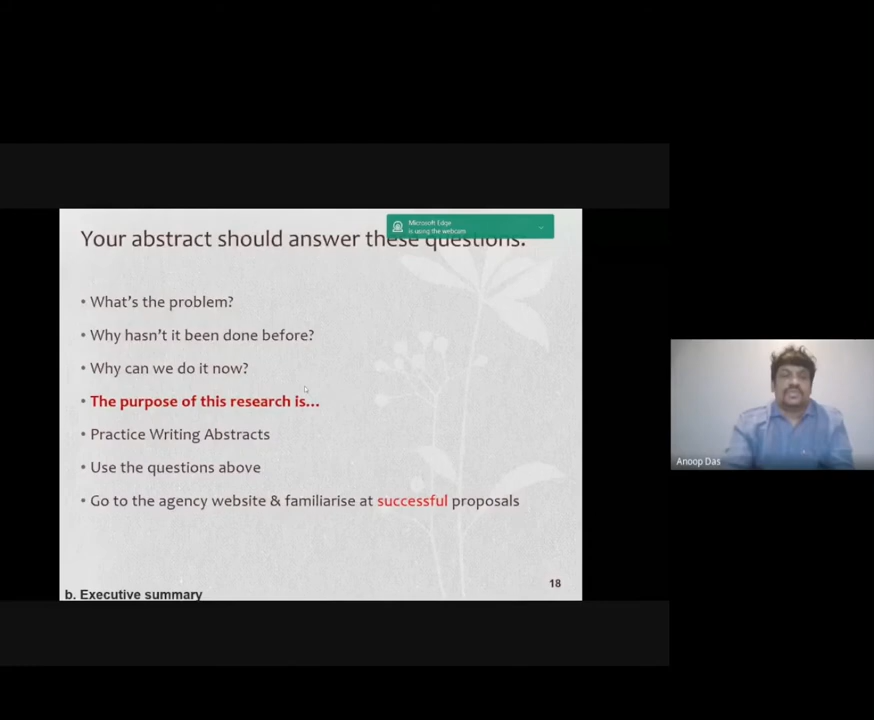 Microsoft Edge
is using the webcam
Your abstract should answer these questions:
• What's the problem?
• Why hasn't it been done before?
• Why can we do it now?
• The purpose of this research is...
• Practice Writing Abstracts
• Use the questions above
• Go to the agency website & familiarise at successful proposals
18
b. Executive summary
Anoop Das